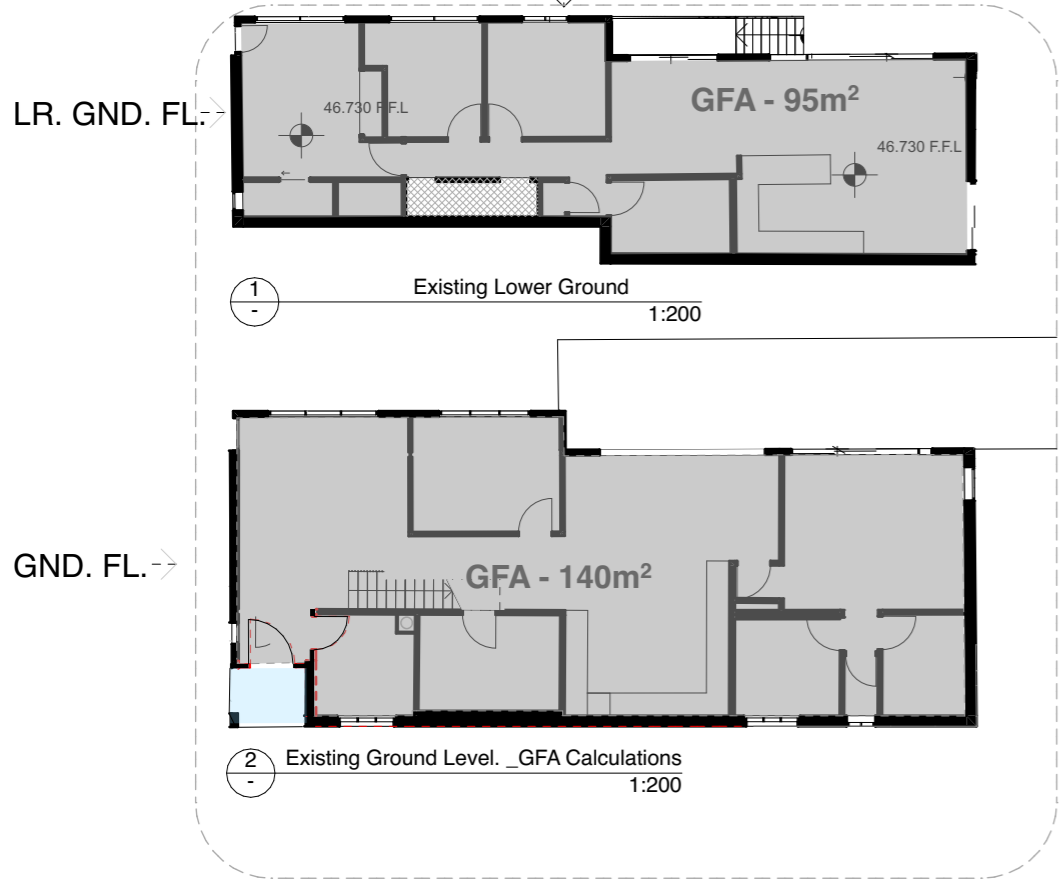 LR. GND. FL.
46.730 F.F.L
GFA - 95m²
46.730 F.F.L
1
-
Existing Lower Ground
1:200
GND. FL.
GFA - 140m²
2
-
Existing Ground Level. _GFA Calculations
1:200